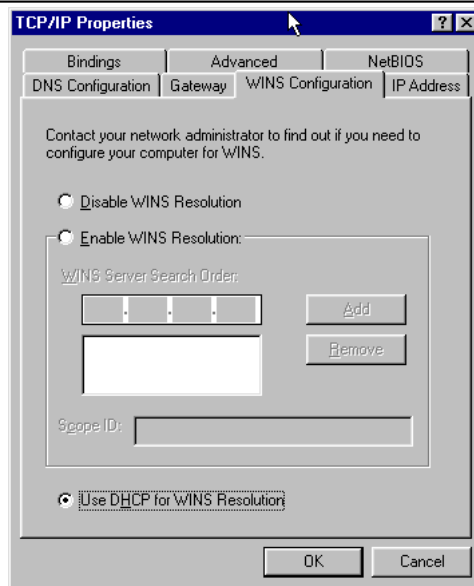 TCP/IP Properties
Bindings Advanced NetBIOS
DNS Configuration Gateway WINS Configuration IP Address
Contact your network administrator to find out if you need to
configure your computer for WINS.
Disable WINS Resolution
Enable WINS Resolution:
WINS Server Search Order:
Add
Remove
Scope ID:
Use DHCP for WINS Resolution
OK Cancel